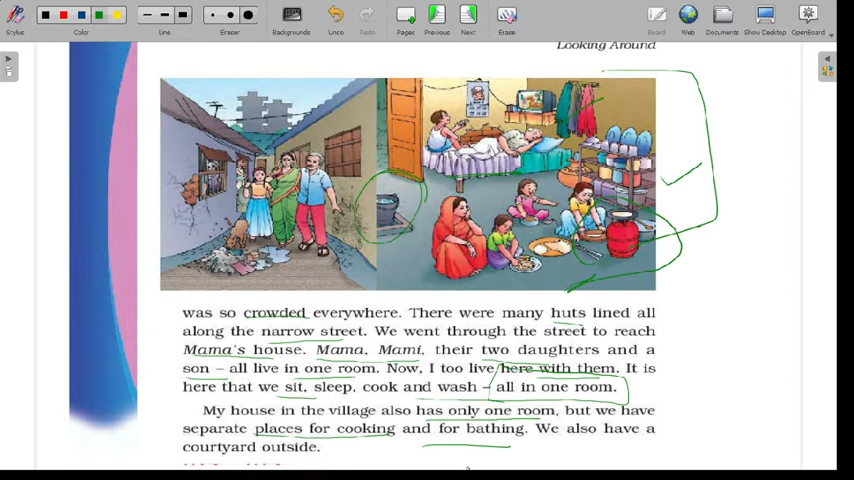 Stylus
Color
Line
Eraser
Backgrounds
Undo
Redo
Pages
Previous
Next
Erase
Board
Web
Documents
Show Desktop
OpenBoard
Looking Around
was so crowded everywhere. There were many huts lined all
along the narrow street. We went through the street to reach
Mama's house. Mama, Mami, their two daughters and a
son – all live in one room. Now, I too live here with them. It is
here that we sit, sleep, cook and wash – all in one room.
My house in the village also has only one room, but we have
separate places for cooking and for bathing. We also have a
courtyard outside.